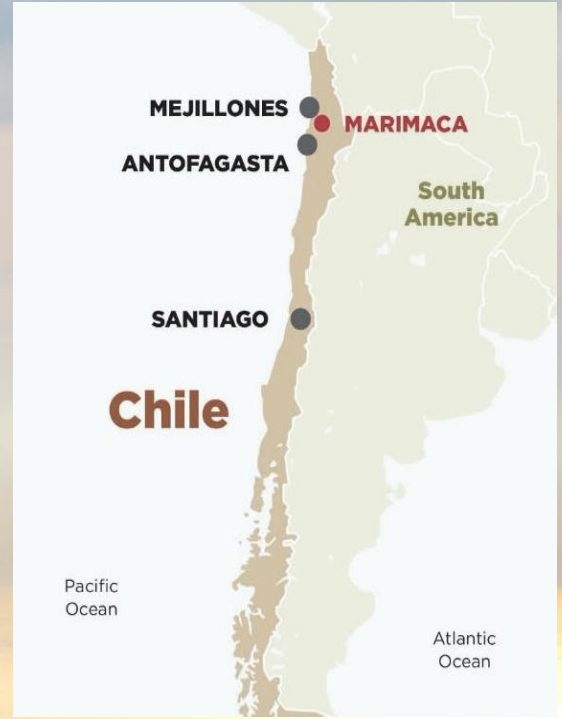 MEJILLONES
MARIMACA
ANTOFAGASTA
South
America
SANTIAGO
Chile
Pacific
Ocean
Atlantic
Ocean